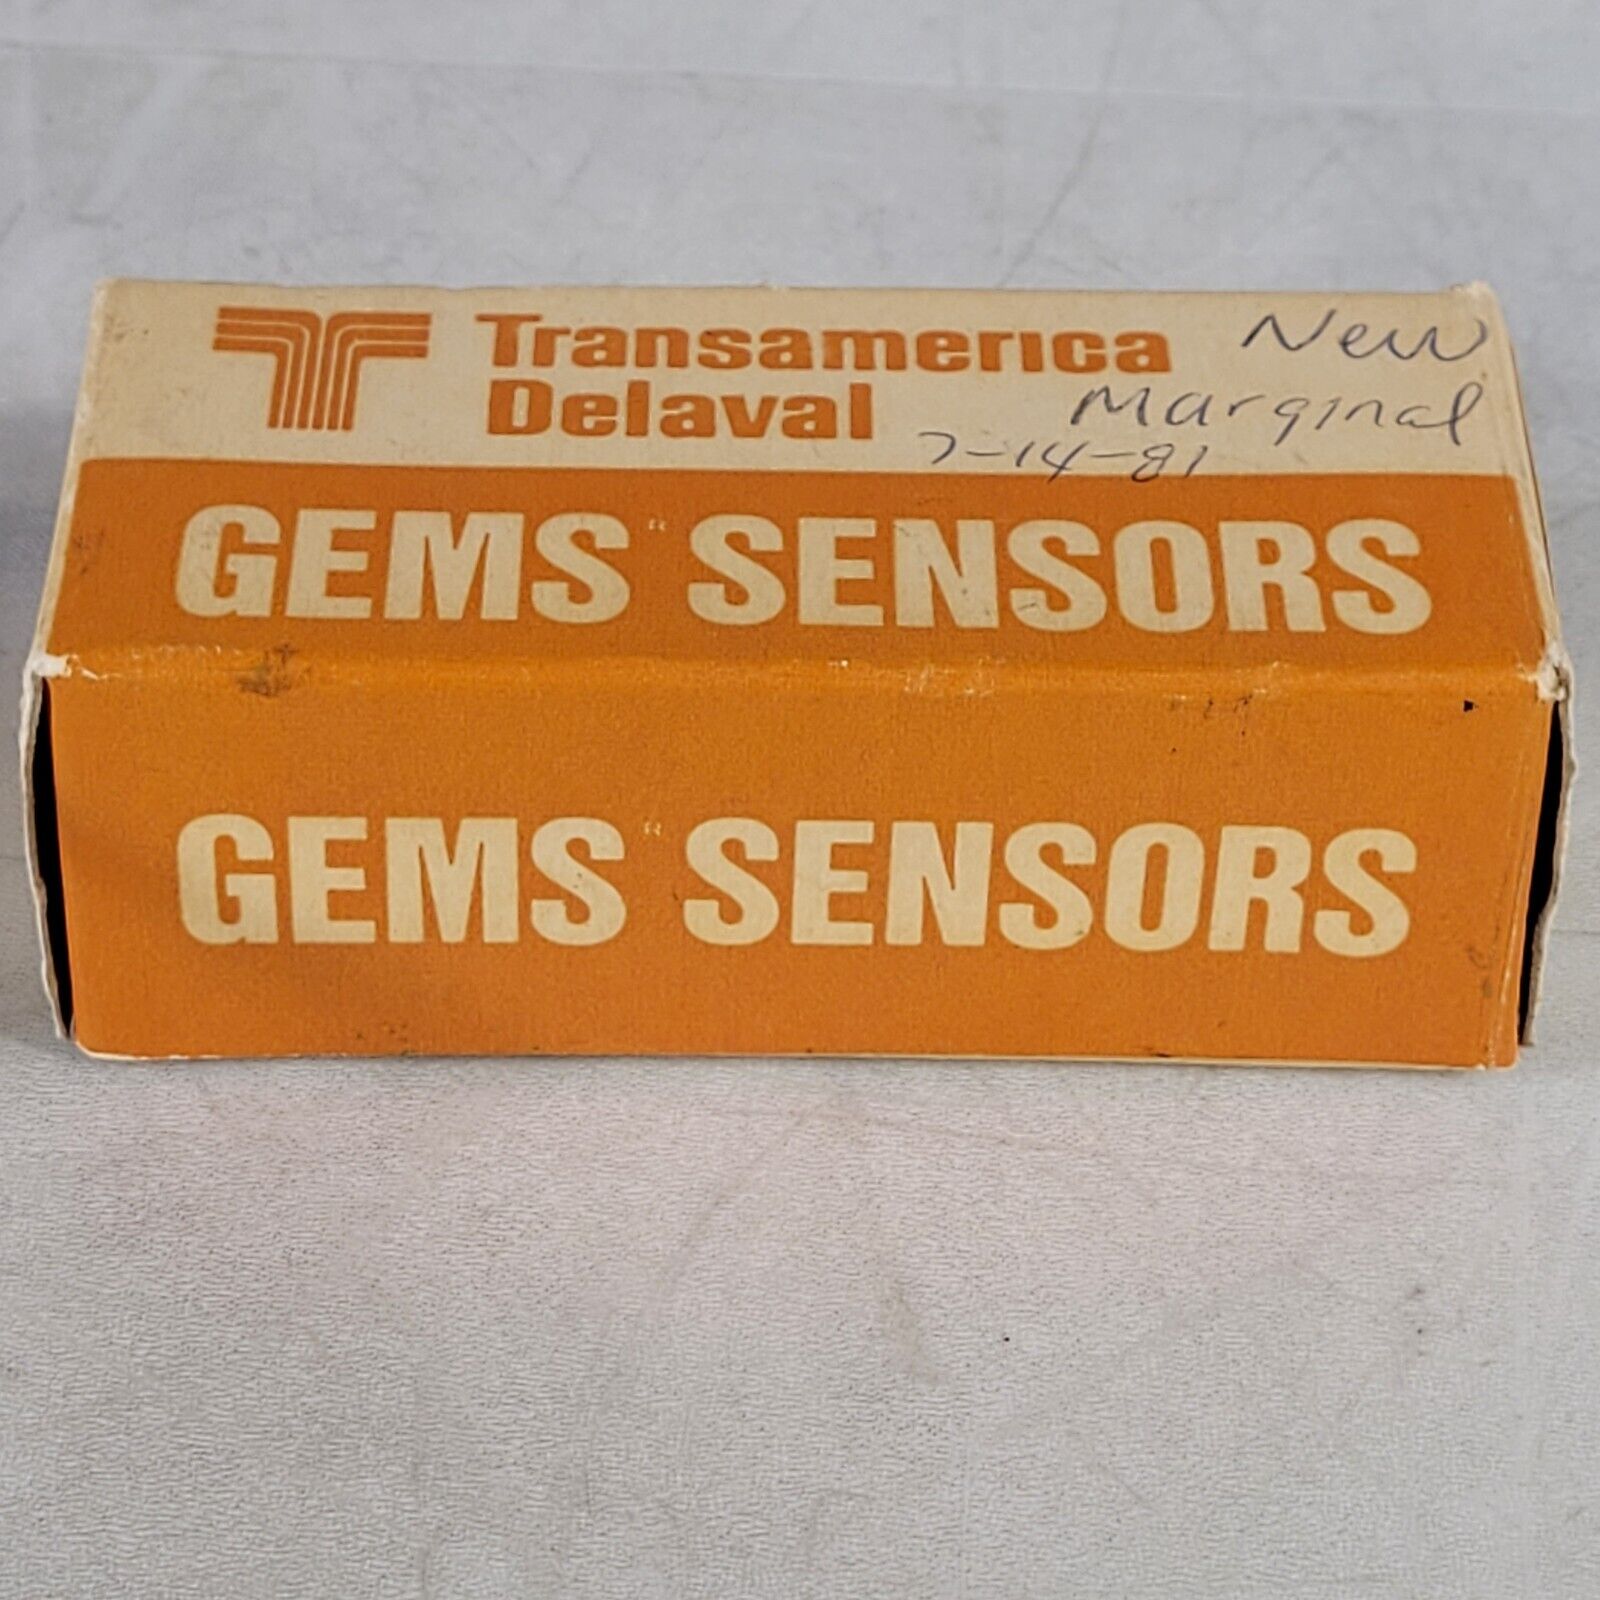 Transamerica
Delaval
New
Marginal
7-14-81
GEMS® SENSORS
GEMS® SENSORS